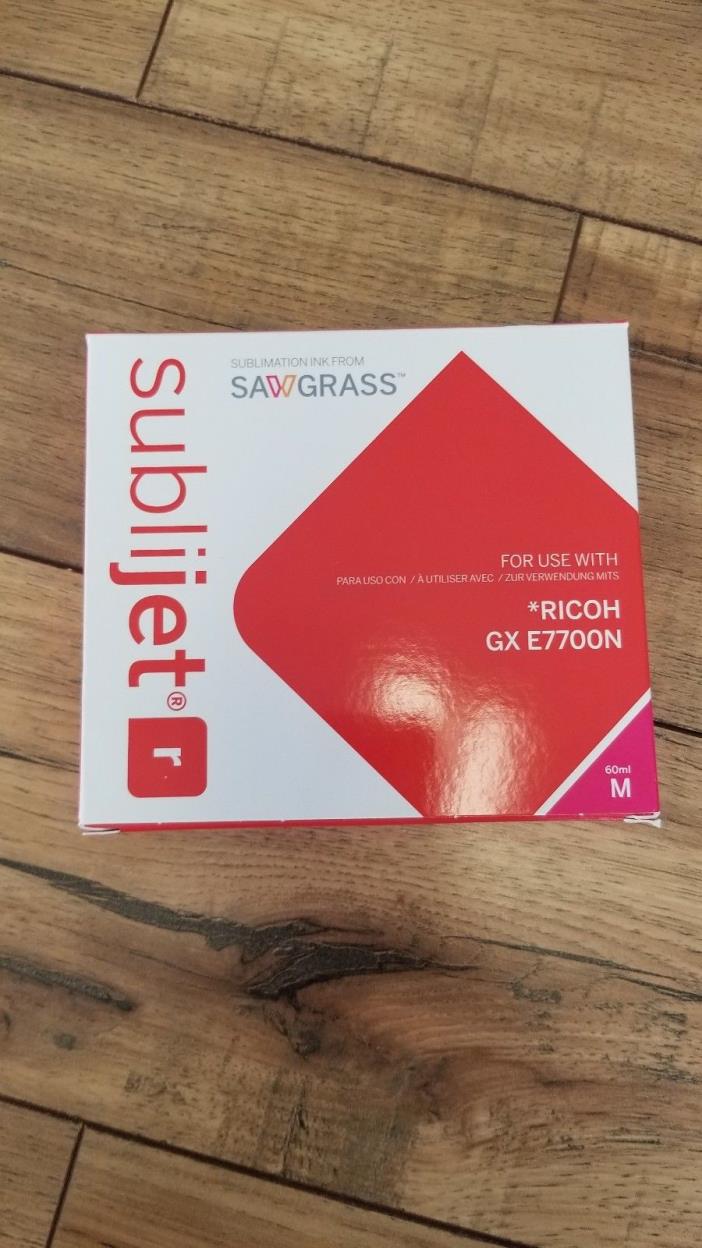 SUBLIMATION INK FROM
SAWGRASS™
sublijet®
r
FOR USE WITH
PARA USO CON / À UTILISER AVEC / ZUR VERWENDUNG MITS
*RICOH
GX E7700N
60ml
M